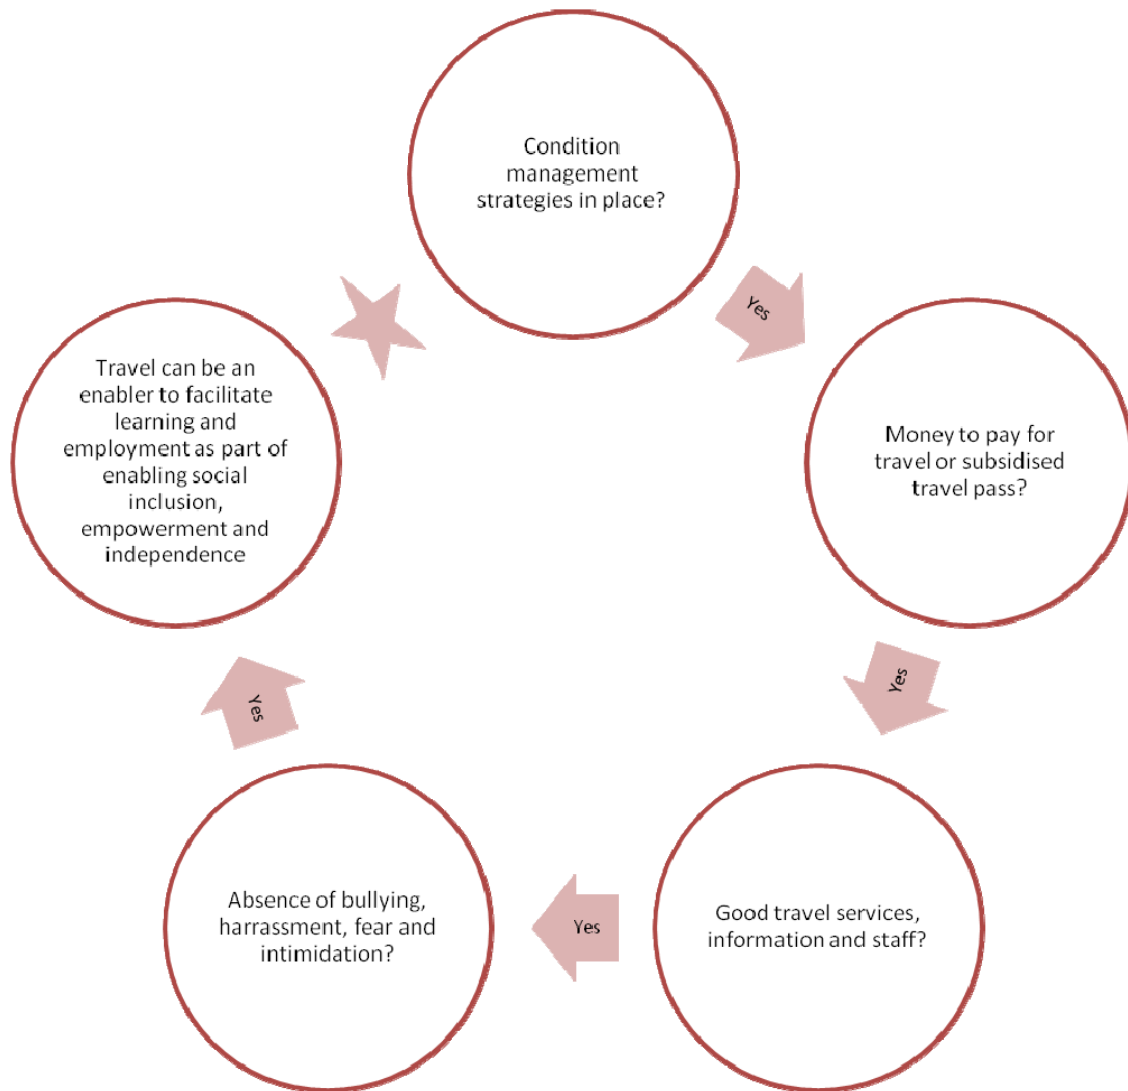 Condition
management
strategies in place?
Yes
Money to pay for
travel or subsidised
travel pass?
Yes
Good travel services,
information and staff?
Yes
Absence of bullying,
harrassment, fear and
intimidation?
Yes
Travel can be an
enabler to facilitate
learning and
employment as part of
enabling social
inclusion,
empowerment and
independence